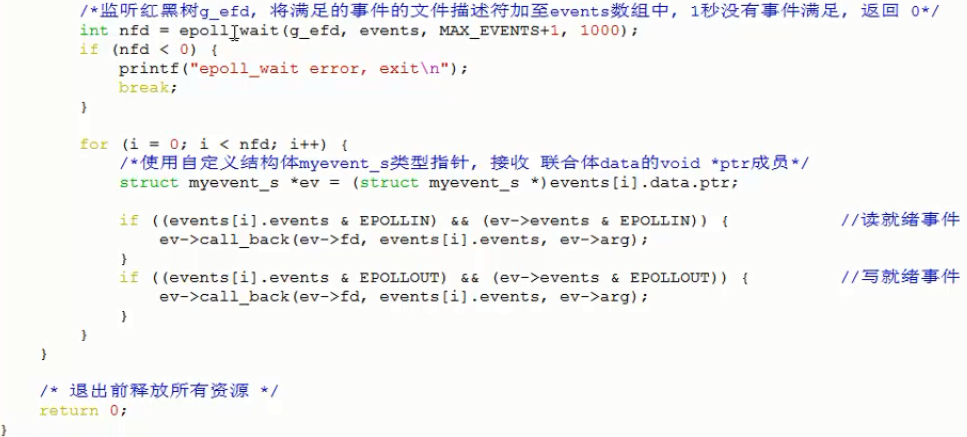 /*监听红黑树g_efd, 将满足的事件的文件描述符加至events数组中, 1秒没有事件满足, 返回 0*/
int nfd = epoll_wait(g_efd, events, MAX_EVENTS+1, 1000);
if (nfd < 0) {
printf("epoll_wait error, exit\n");
break;
}
for (i = 0; i < nfd; i++) {
/*使用自定义结构体myevent_s类型指针, 接收 联合体data的void *ptr成员*/
struct myevent_s *ev = (struct myevent_s *)events[i].data.ptr;
if ((events[i].events & EPOLLIN) && (ev->events & EPOLLIN)) { //读就绪事件
ev->call_back(ev->fd, events[i].events, ev->arg);
}
if ((events[i].events & EPOLLOUT) && (ev->events & EPOLLOUT)) { //写就绪事件
ev->call_back(ev->fd, events[i].events, ev->arg);
}
}
}
/* 退出前释放所有资源 */
return 0;
}